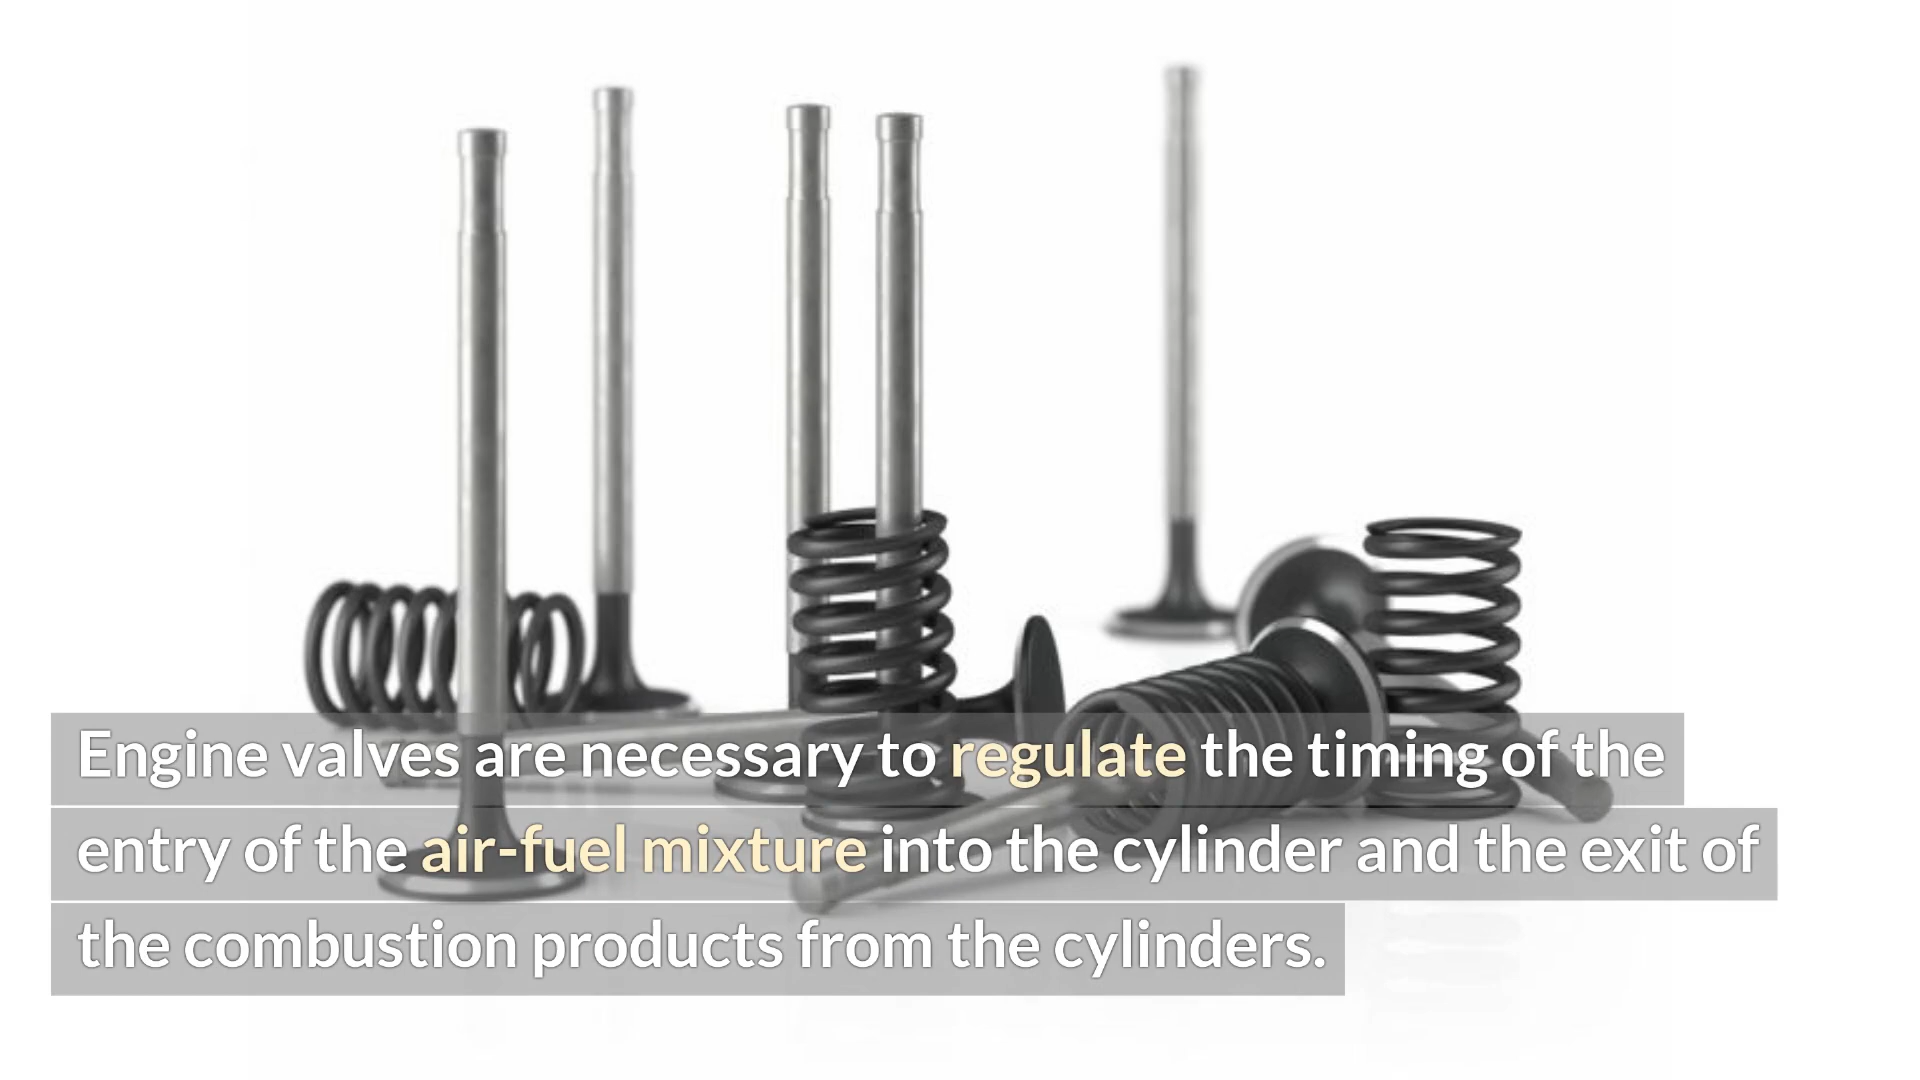 Engine valves are necessary to regulate the timing of the
entry of the air-fuel mixture into the cylinder and the exit of
the combustion products from the cylinders.